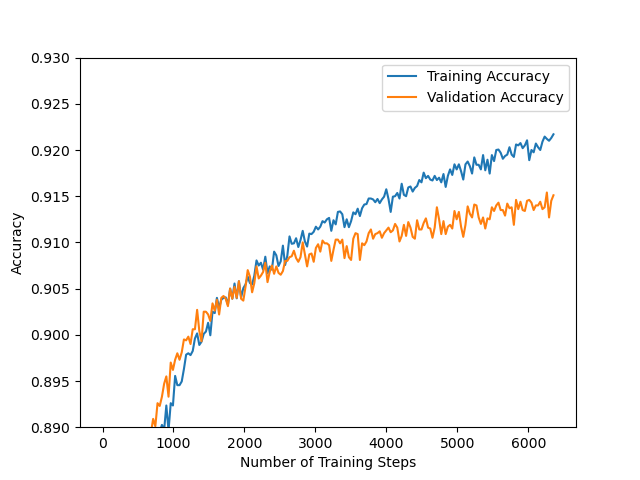 0.930
0.925
0.920
0.915
0.910
0.905
0.900
0.895
0.890
Accuracy
Training Accuracy
Validation Accuracy
0 1000 2000 3000 4000 5000 6000
Number of Training Steps